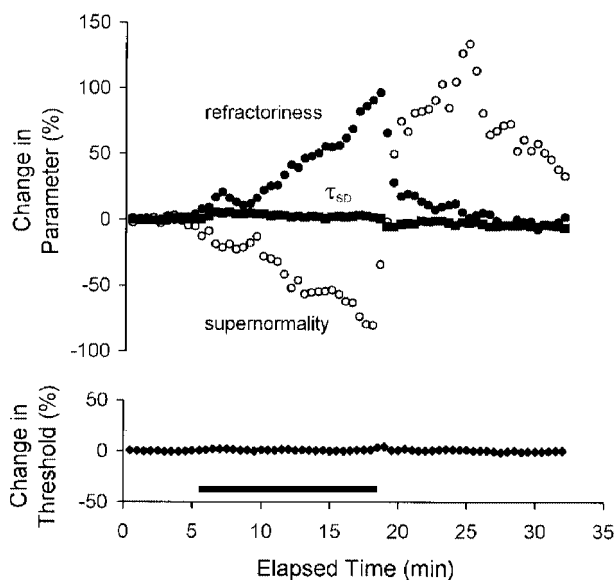 150
100
50
0
-50
-100
Change in
Parameter (%)
refractoriness
τSD
supernormality
50
0
-50
Change in
Threshold (%)
0 5 10 15 20 25 30 35
Elapsed Time (min)